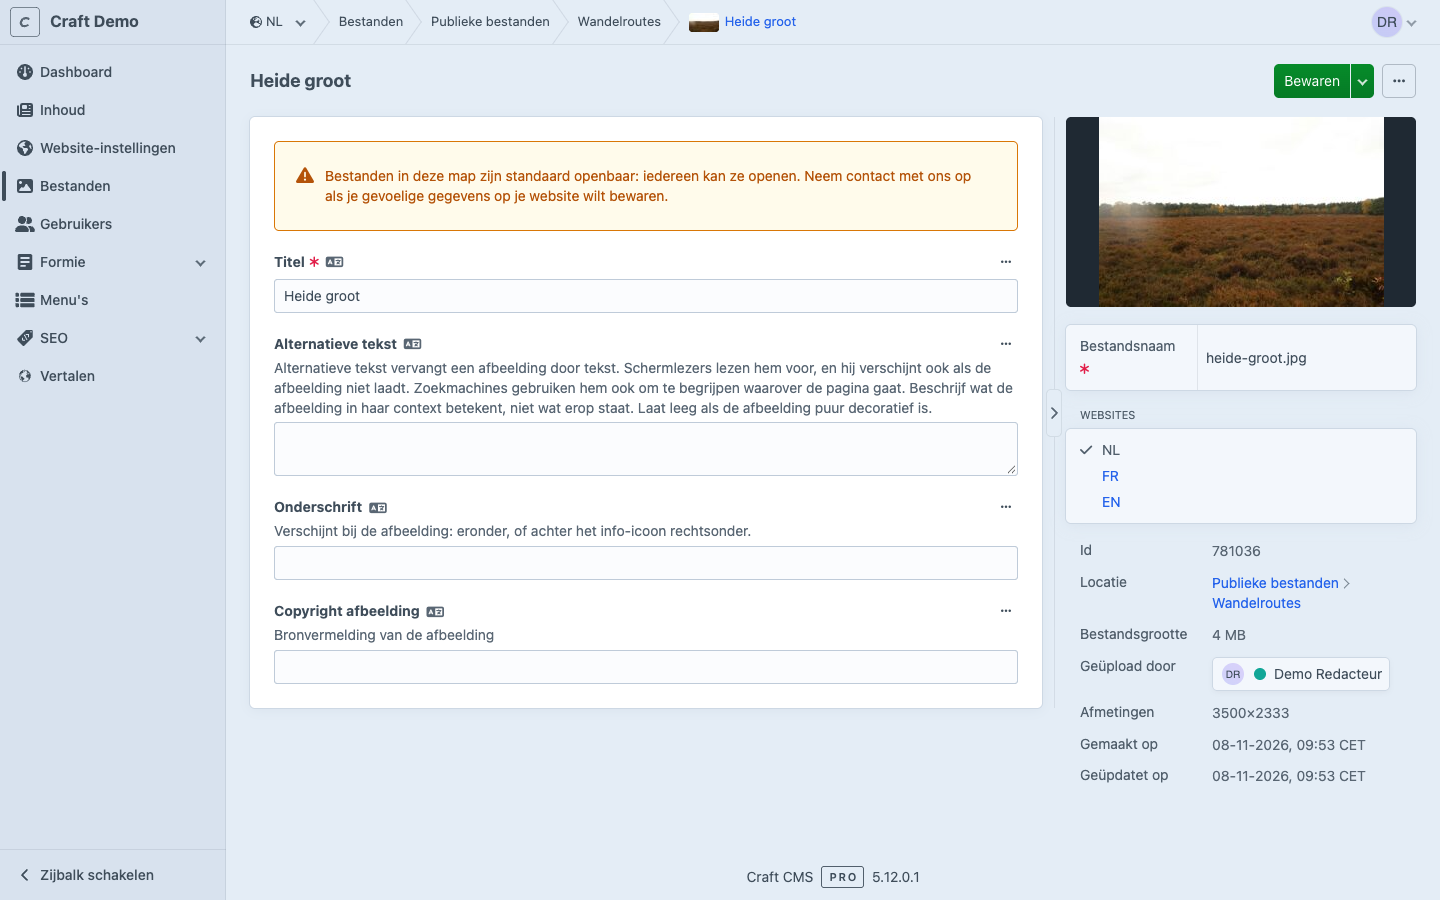 C
Craft Demo
NL
Bestanden
Publieke bestanden
Wandelroutes
Heide groot
DR
Dashboard
Inhoud
Website-instellingen
Bestanden
Gebruikers
Formie
Menu's
SEO
Vertalen
Zijbalk schakelen
Heide groot
Bewaren
Bestanden in deze map zijn standaard openbaar: iedereen kan ze openen. Neem contact met ons op
als je gevoelige gegevens op je website wilt bewaren.
Titel *
Heide groot
Alternatieve tekst
Alternatieve tekst vervangt een afbeelding door tekst. Schermlezers lezen hem voor, en hij verschijnt ook als de
afbeelding niet laadt. Zoekmachines gebruiken hem ook om te begrijpen waarover de pagina gaat. Beschrijf wat de
afbeelding in haar context betekent, niet wat erop staat. Laat leeg als de afbeelding puur decoratief is.
Onderschrift
Verschijnt bij de afbeelding: eronder, of achter het info-icoon rechtsonder.
Copyright afbeelding
Bronvermelding van de afbeelding
Bestandsnaam *
heide-groot.jpg
WEBSITES
NL
FR
EN
Id 781036
Locatie Publieke bestanden
Wandelroutes
Bestandsgrootte 4 MB
Geüpload door DR Demo Redacteur
Afmetingen 3500×2333
Gemaakt op 08-11-2026, 09:53 CET
Geüpdatet op 08-11-2026, 09:53 CET
Craft CMS PRO 5.12.0.1